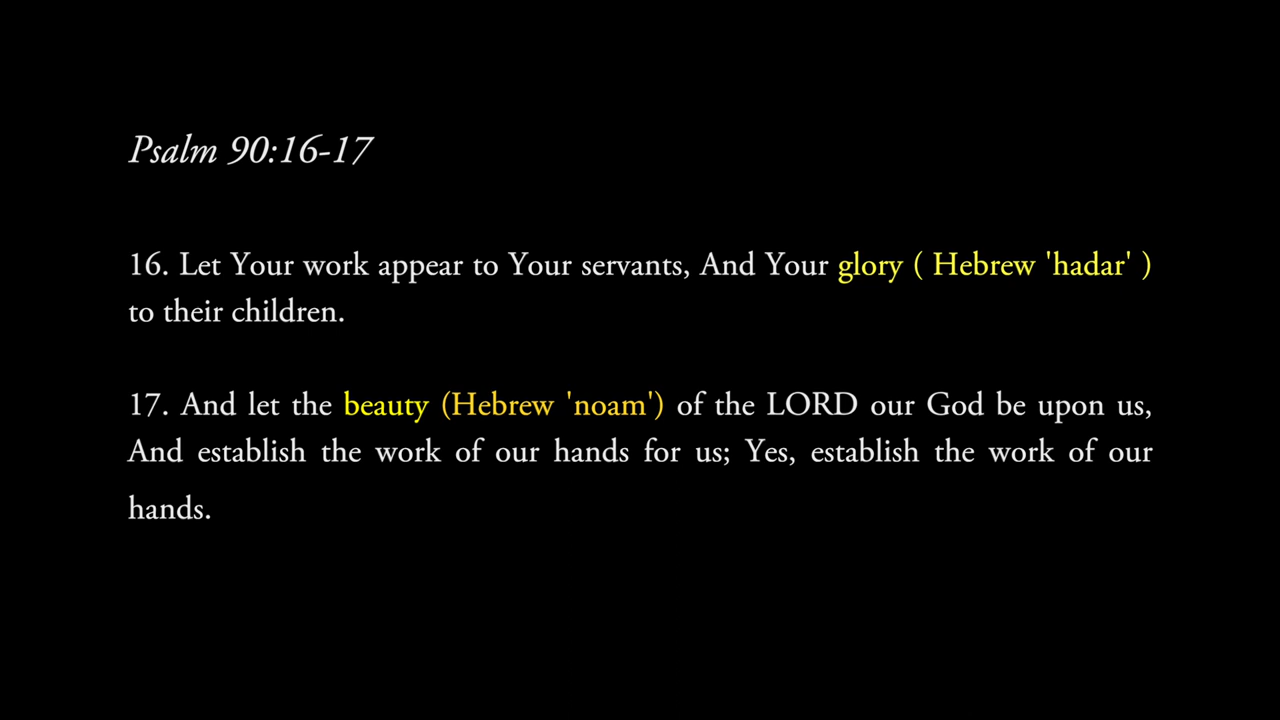 Psalm 90:16-17
16. Let Your work appear to Your servants, And Your glory ( Hebrew 'hadar' )
to their children.
17. And let the beauty (Hebrew 'noam') of the LORD our God be upon us,
And establish the work of our hands for us; Yes, establish the work of our
hands.